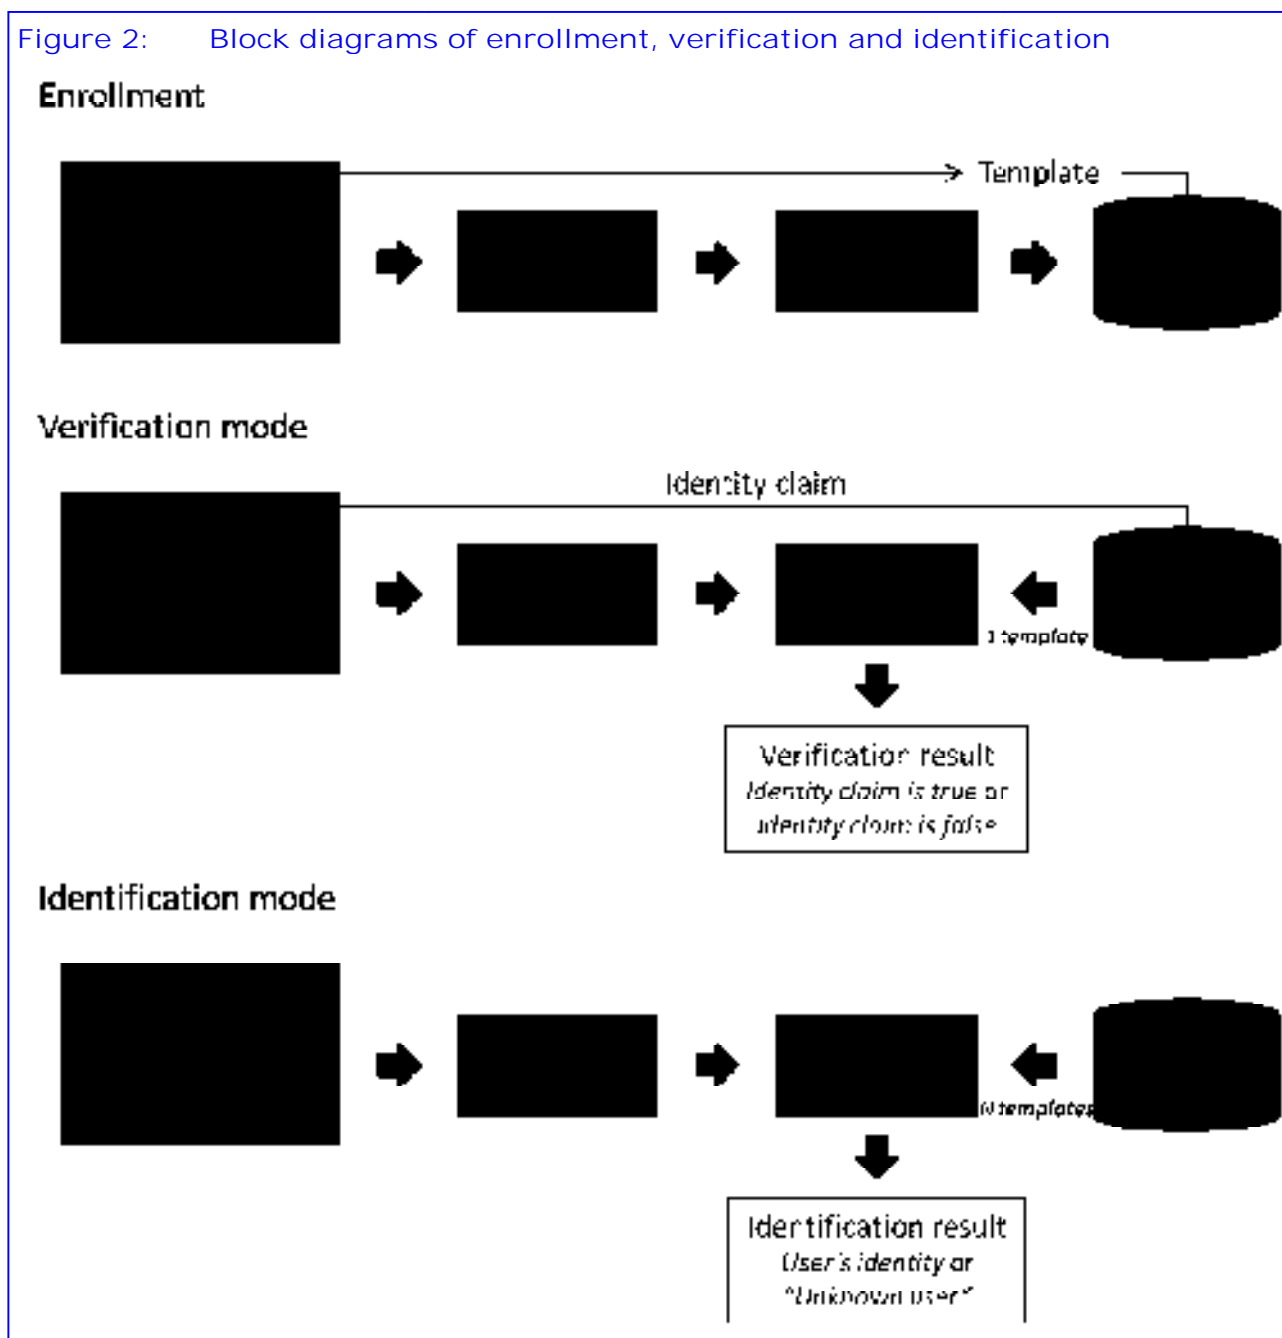 Figure 2: Block diagrams of enrollment, verification and identification
Enrollment
Template
Verification mode
Identity claim
1 template
Verification result
Identity claim is true or
identity claim is false
Identification mode
N templates
Identification result
User's identity or
"Unknown user"